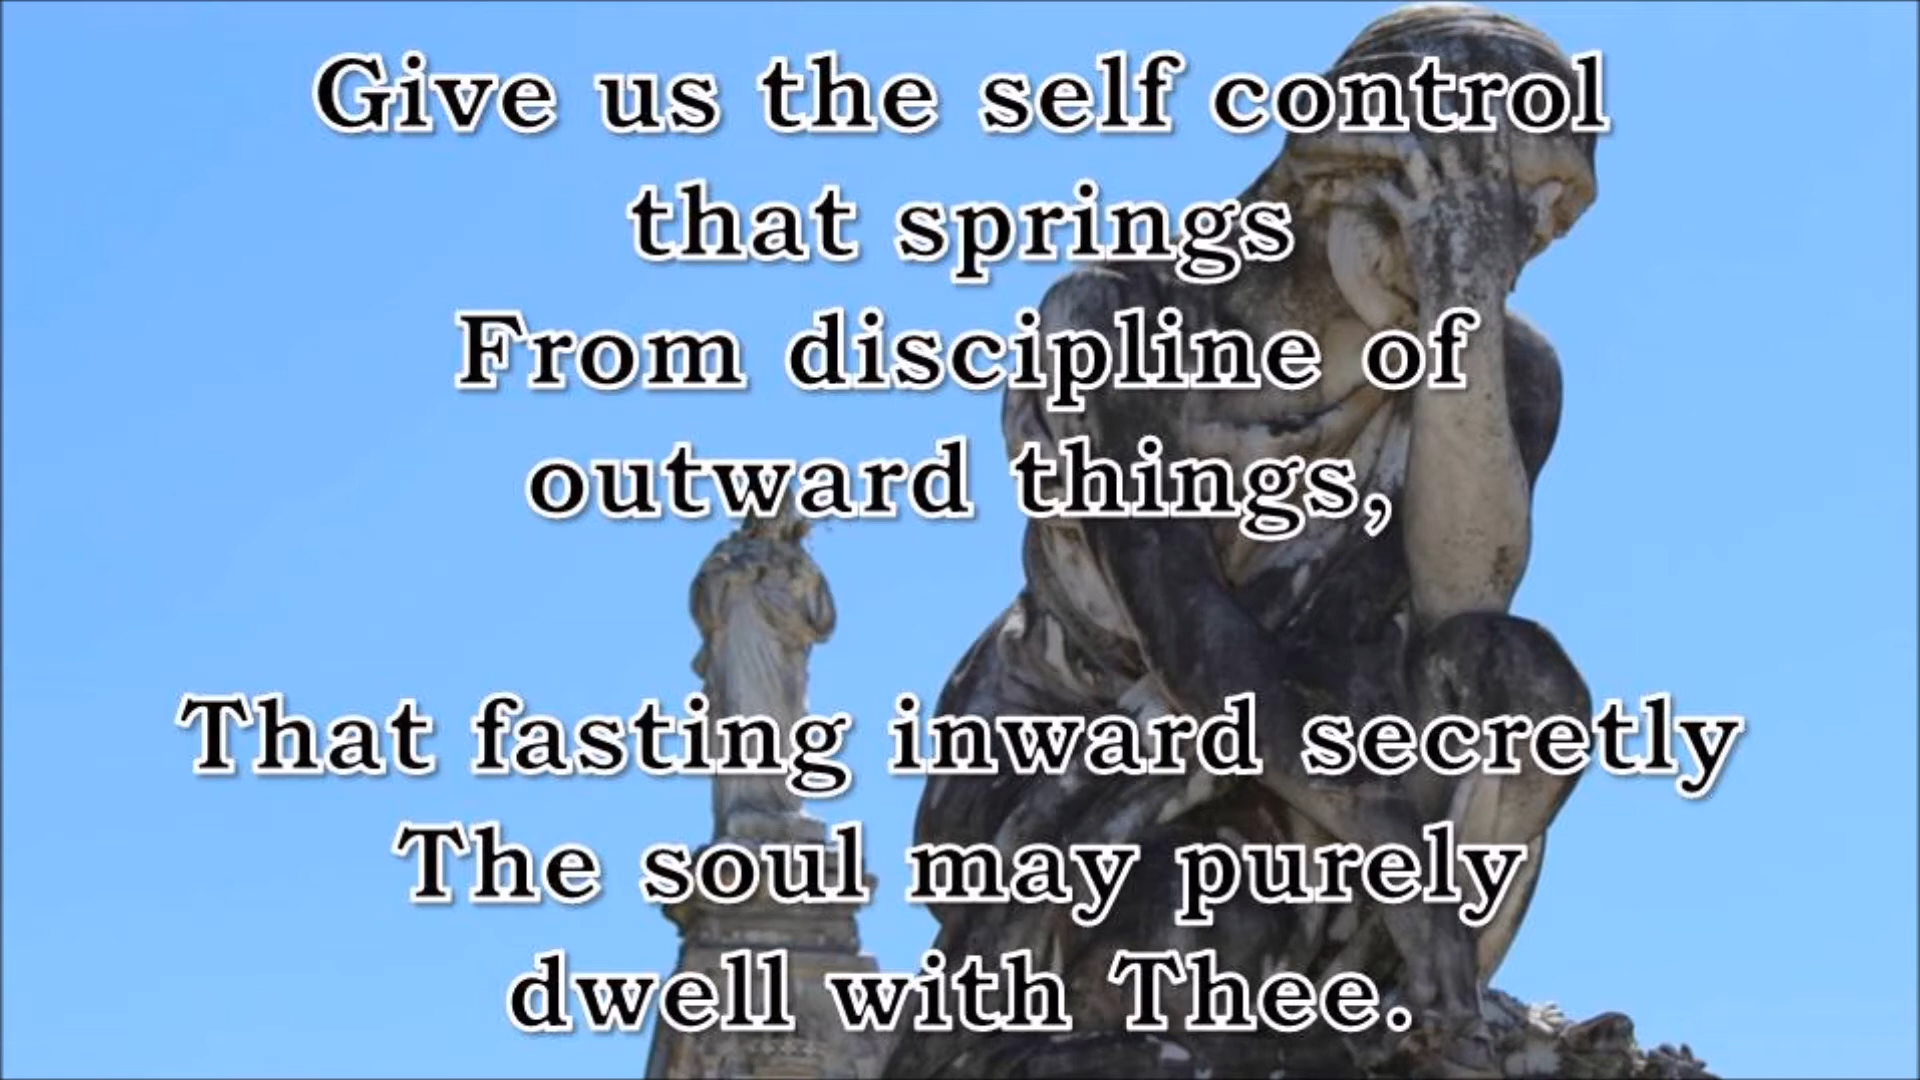 Give us the self control
that springs
From discipline of
outward things,
That fasting inward secretly
The soul may purely
dwell with Thee.